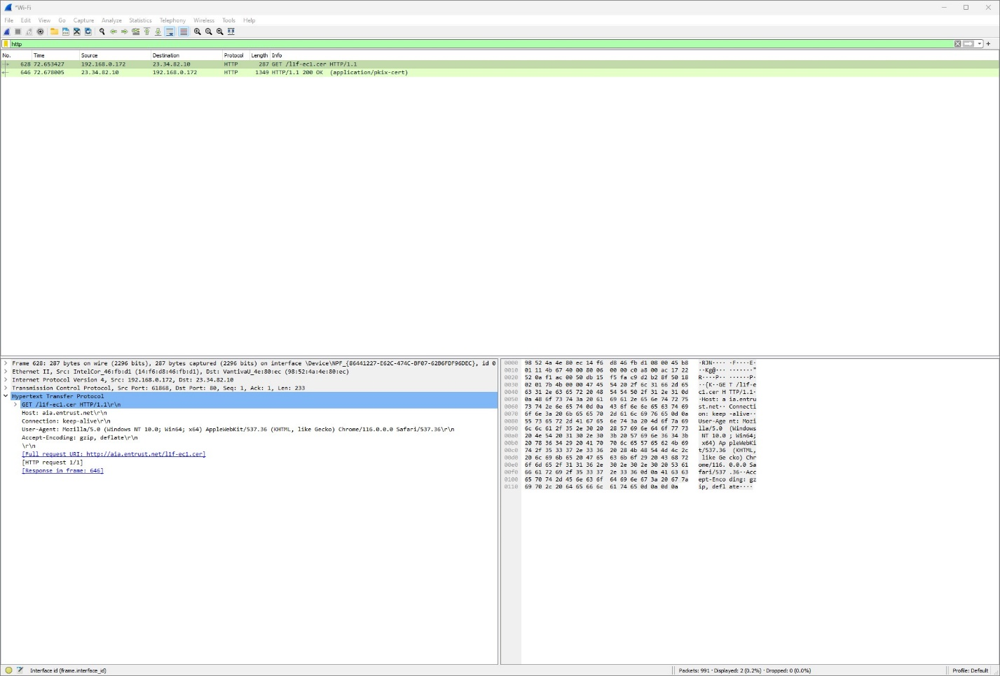 *Wi-Fi
File Edit View Go Capture Analyze Statistics Telephony Wireless Tools Help
http
No. Time Source Destination Protocol Length Info
628 72.653427 192.168.0.172 23.34.82.10 HTTP 287 GET /l1f-ec1.cer HTTP/1.1
646 72.678005 23.34.82.10 192.168.0.172 HTTP 1349 HTTP/1.1 200 OK (application/pkix-cert)
Frame 628: 287 bytes on wire (2296 bits), 287 bytes captured (2296 bits) on interface \Device\NPF_{86441227-E62C-474C-BF07-62B6FDF96DEC}, id 0
Ethernet II, Src: IntelCor_46:fb:d1 (14:f6:d8:46:fb:d1), Dst: VantivaU_4e:80:ec (98:52:4a:4e:80:ec)
Internet Protocol Version 4, Src: 192.168.0.172, Dst: 23.34.82.10
Transmission Control Protocol, Src Port: 61868, Dst Port: 80, Seq: 1, Ack: 1, Len: 233
Hypertext Transfer Protocol
GET /l1f-ec1.cer HTTP/1.1\r\n
Host: aia.entrust.net\r\n
Connection: keep-alive\r\n
User-Agent: Mozilla/5.0 (Windows NT 10.0; Win64; x64) AppleWebKit/537.36 (KHTML, like Gecko) Chrome/116.0.0.0 Safari/537.36\r\n
Accept-Encoding: gzip, deflate\r\n
\r\n
[Full request URI: http://aia.entrust.net/l1f-ec1.cer]
[HTTP request 1/1]
[Response in frame: 646]
0000 98 52 4a 4e 80 ec 14 f6 d8 46 fb d1 08 00 45 b8 ·RJN···· ·F····E·
0010 01 11 4b 67 40 00 80 06 00 00 c0 a8 00 ac 17 22 ··Kg@··· ·······"
0020 52 0a f1 ac 00 50 db 15 f5 fa c9 d2 b2 8f 50 18 R····P·· ······P·
0030 02 01 7b 4b 00 00 47 45 54 20 2f 6c 31 66 2d 65 ··{K··GE T /l1f-e
0040 63 31 2e 63 65 72 20 48 54 54 50 2f 31 2e 31 0d c1.cer H TTP/1.1·
0050 0a 48 6f 73 74 3a 20 61 69 61 2e 65 6e 74 72 75 ·Host: a ia.entru
0060 73 74 2e 6e 65 74 0d 0a 43 6f 6e 6e 65 63 74 69 st.net·· Connecti
0070 6f 6e 3a 20 6b 65 65 70 2d 61 6c 69 76 65 0d 0a on: keep -alive··
0080 55 73 65 72 2d 41 67 65 6e 74 3a 20 4d 6f 7a 69 User-Age nt: Mozi
0090 6c 6c 61 2f 35 2e 30 20 28 57 69 6e 64 6f 77 73 lla/5.0 (Windows
00a0 20 4e 54 20 31 30 2e 30 3b 20 57 69 6e 36 34 3b NT 10.0 ; Win64;
00b0 20 78 36 34 29 20 41 70 70 6c 65 57 65 62 4b 69 x64) Ap pleWebKi
00c0 74 2f 35 33 37 2e 33 36 20 28 4b 48 54 4d 4c 2c t/537.36 (KHTML,
00d0 20 6c 69 6b 65 20 47 65 63 6b 6f 29 20 43 68 72 like Ge cko) Chr
00e0 6f 6d 65 2f 31 31 36 2e 30 2e 30 2e 30 20 53 61 ome/116. 0.0.0 Sa
00f0 66 61 72 69 2f 35 33 37 2e 33 36 0d 0a 41 63 63 fari/537 .36··Acc
0100 65 70 74 2d 45 6e 63 6f 64 69 6e 67 3a 20 67 7a ept-Enco ding: gz
0110 69 70 2c 20 64 65 66 6c 61 74 65 0d 0a 0d 0a ip, defl ate····
Interface id (frame.interface_id)
Packets: 991 · Displayed: 2 (0.2%) · Dropped: 0 (0.0%)
Profile: Default